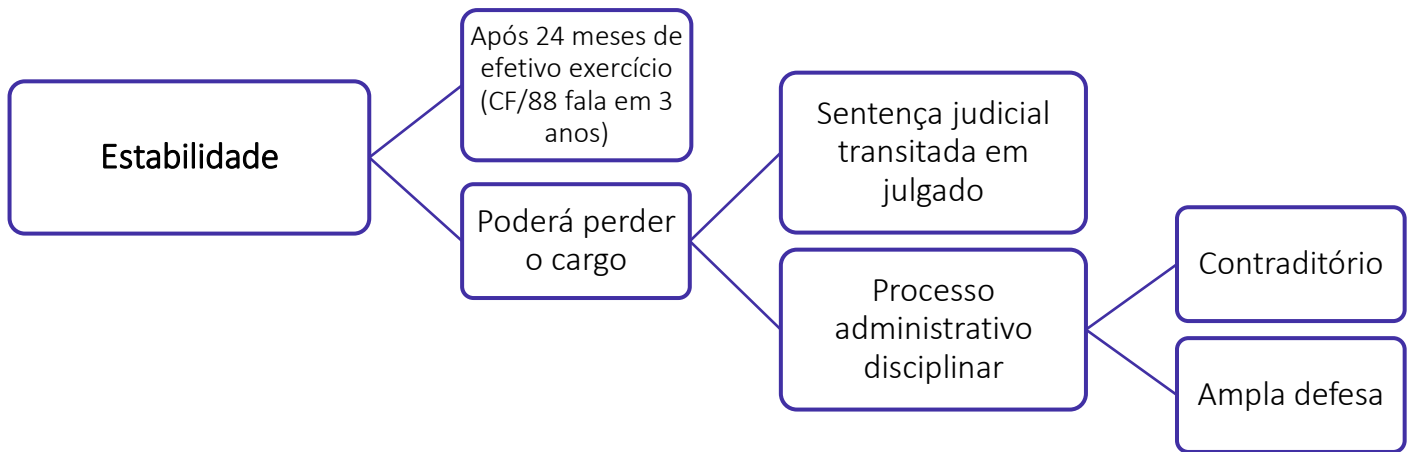 Estabilidade
Após 24 meses de
efetivo exercício
(CF/88 fala em 3
anos)
Poderá perder
o cargo
Sentença judicial
transitada em
julgado
Processo
administrativo
disciplinar
Contraditório
Ampla defesa